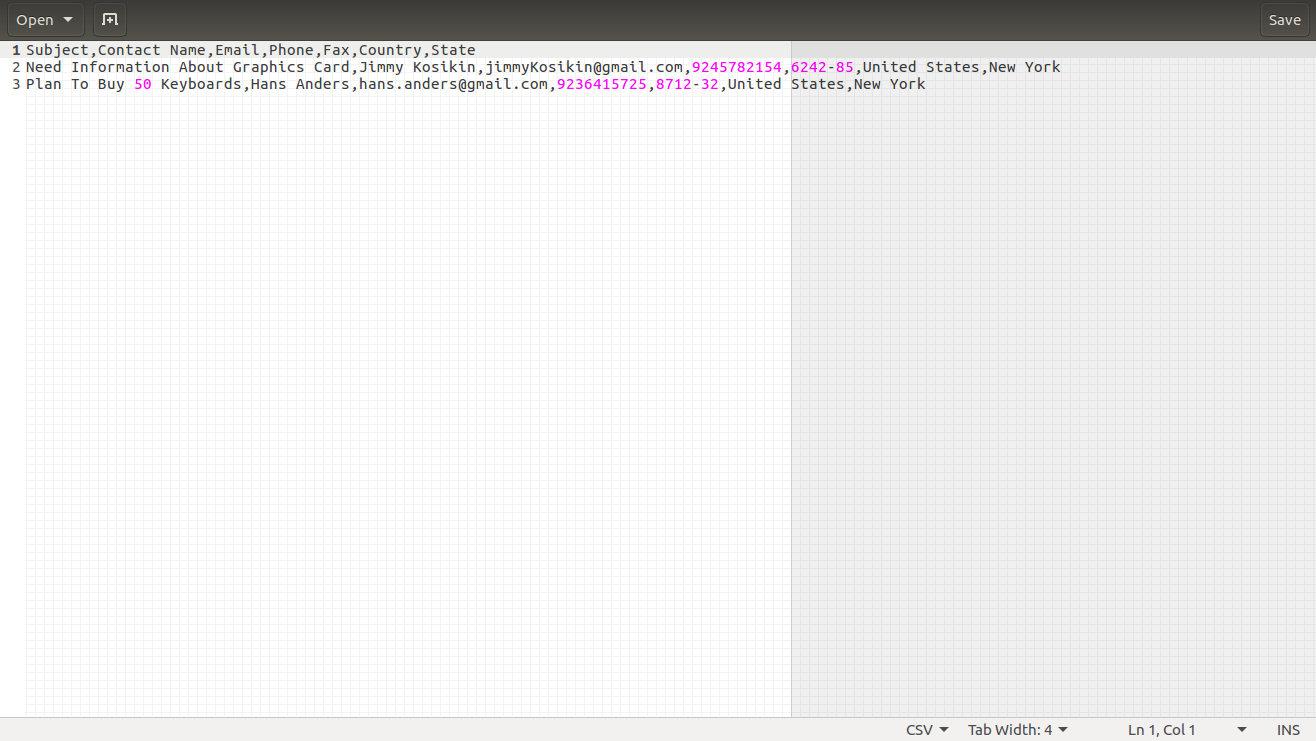 Open
Save
1 Subject,Contact Name,Email,Phone,Fax,Country,State
2 Need Information About Graphics Card,Jimmy Kosikin,jimmyKosikin@gmail.com,9245782154,6242-85,United States,New York
3 Plan To Buy 50 Keyboards,Hans Anders,hans.anders@gmail.com,9236415725,8712-32,United States,New York
CSV Tab Width: 4 Ln 1, Col 1 INS